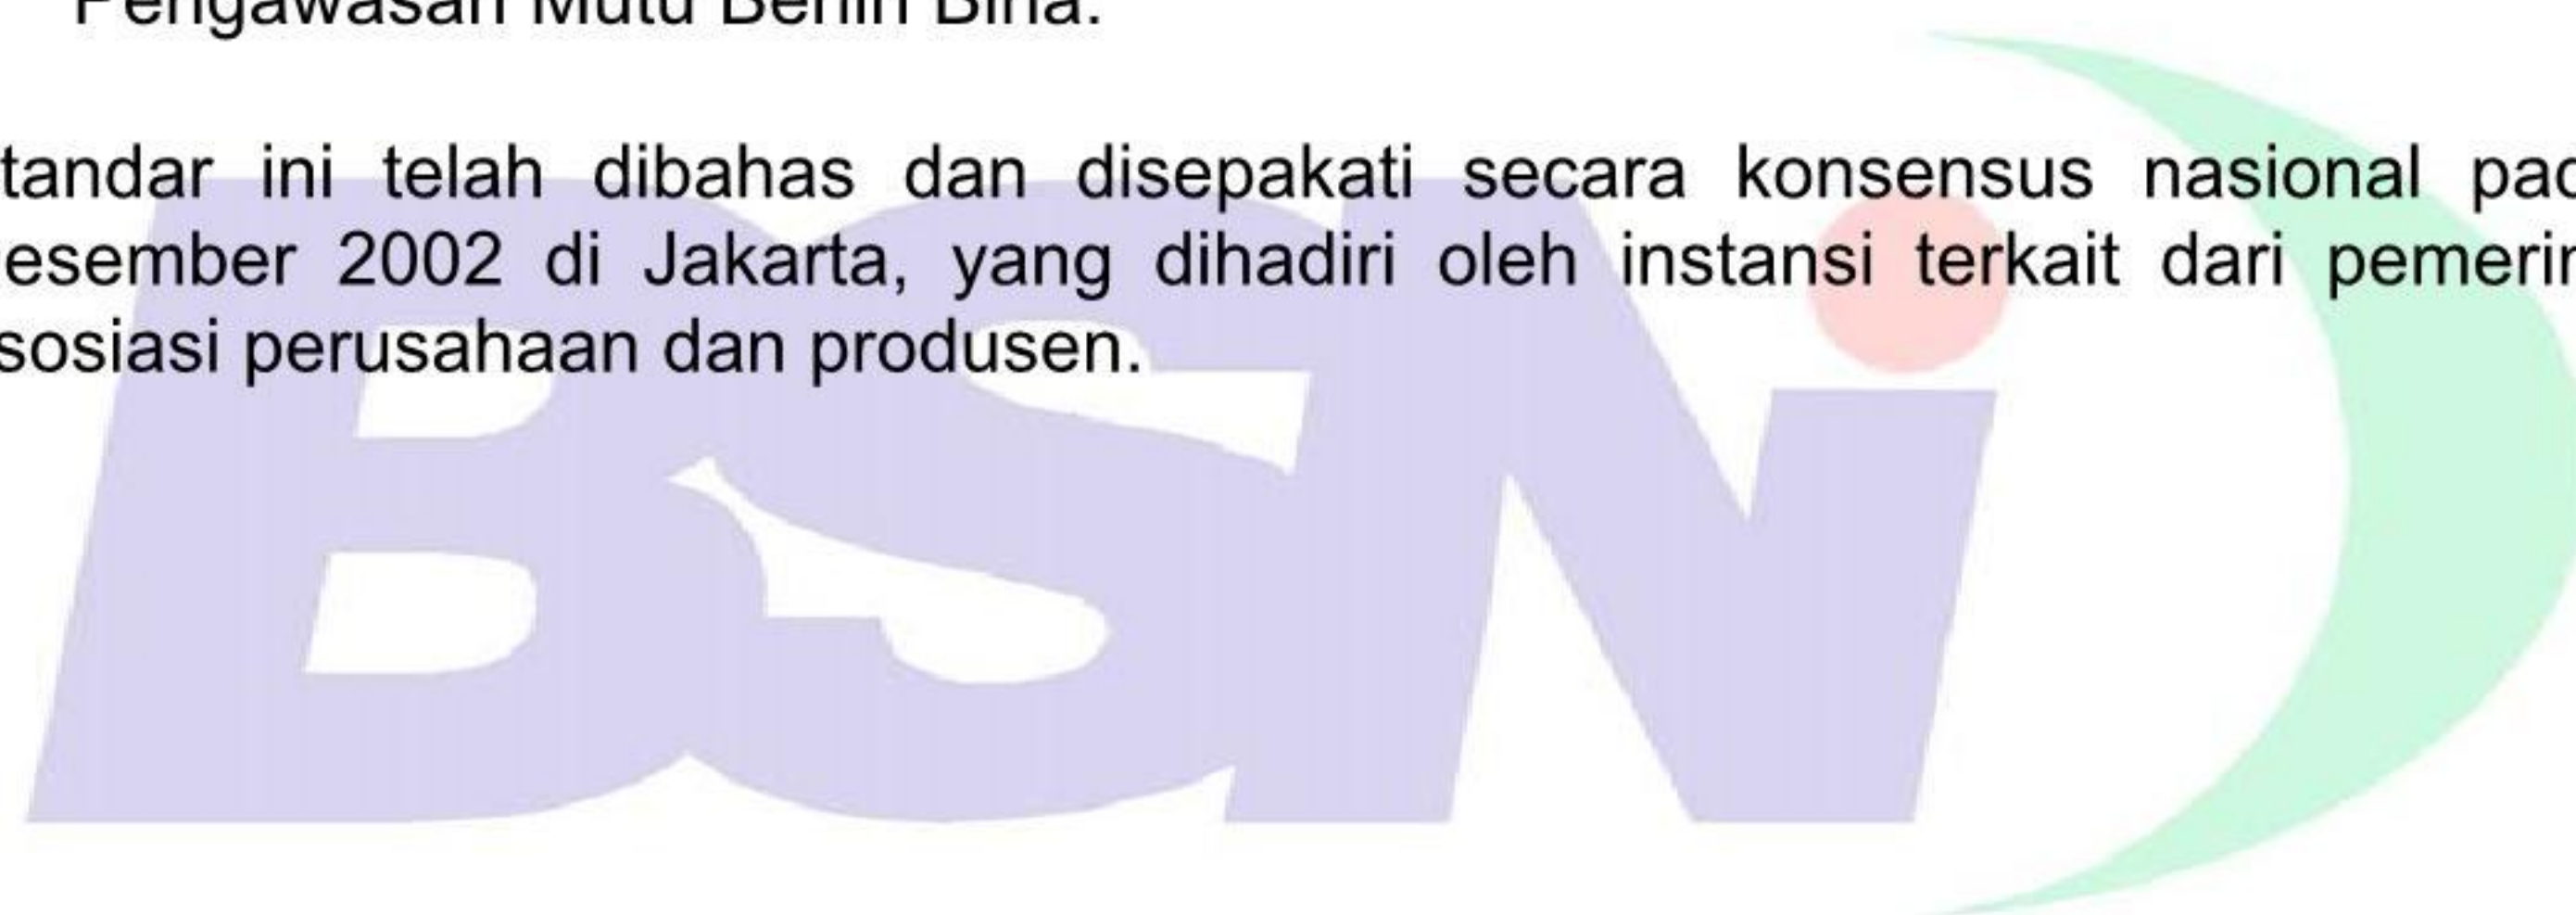 Pengawasan Mutu Benih Bina.
tandar ini telah dibahas dan disepakati secara konsensus nasional pad
esember 2002 di Jakarta, yang dihadiri oleh instansi terkait dari pemerin
sosiasi perusahaan dan produsen.
BSN